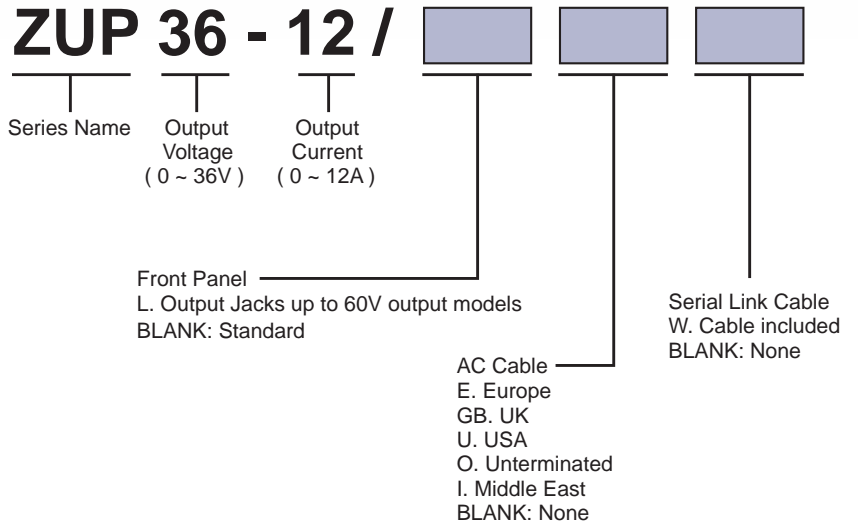 ZUP 36 - 12 /
Series Name
Output
Voltage
( 0 ~ 36V )
Output
Current
( 0 ~ 12A )
Front Panel
L. Output Jacks up to 60V output models
BLANK: Standard
AC Cable
E. Europe
GB. UK
U. USA
O. Unterminated
I. Middle East
BLANK: None
Serial Link Cable
W. Cable included
BLANK: None